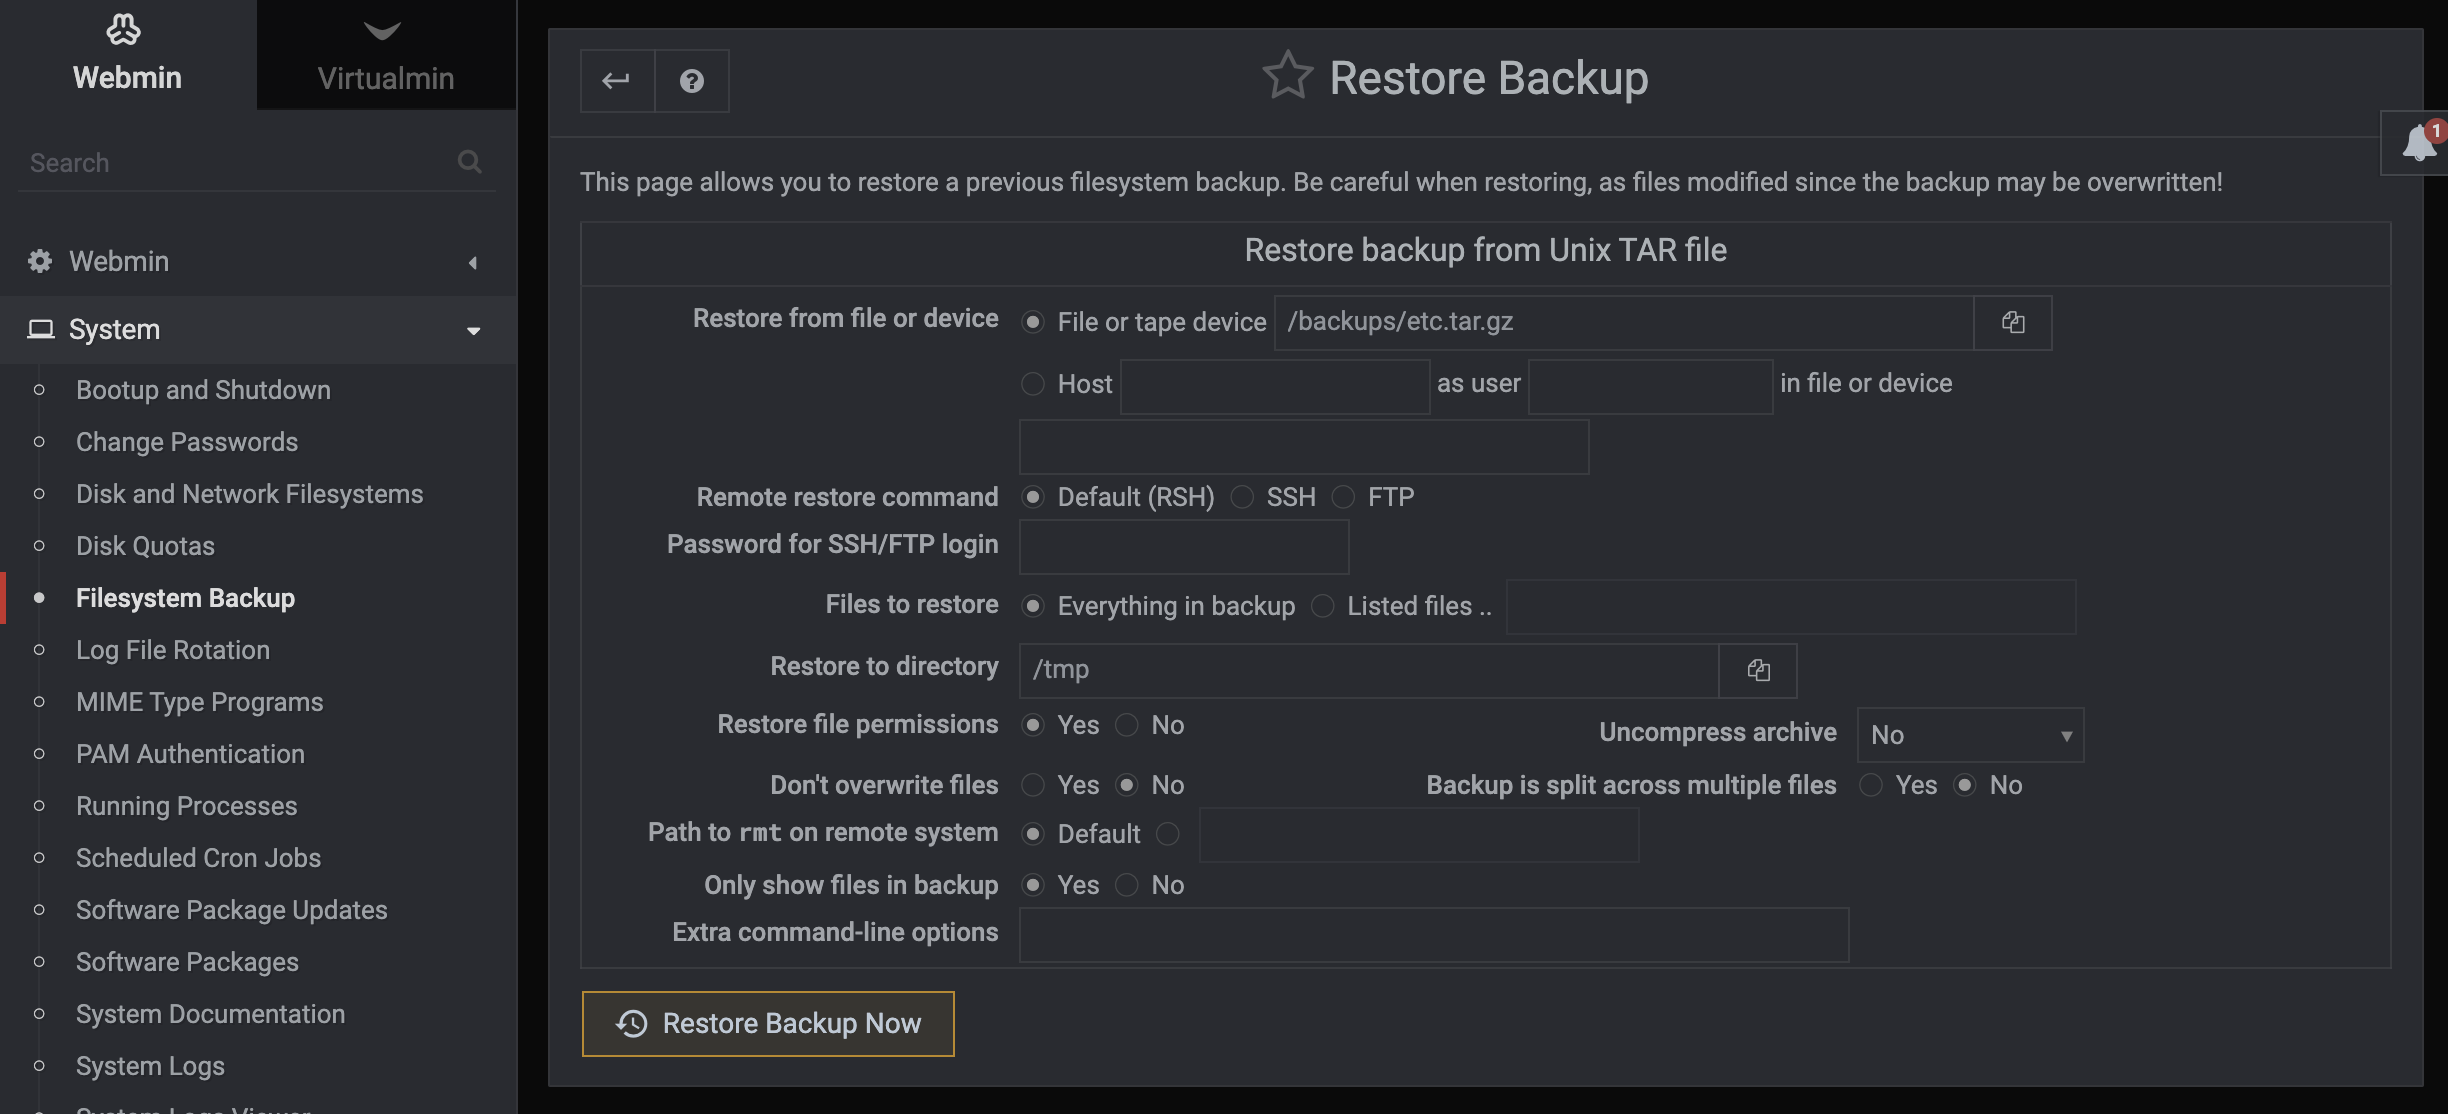 Webmin
Virtualmin
Search
Webmin
System
Bootup and Shutdown
Change Passwords
Disk and Network Filesystems
Disk Quotas
Filesystem Backup
Log File Rotation
MIME Type Programs
PAM Authentication
Running Processes
Scheduled Cron Jobs
Software Package Updates
Software Packages
System Documentation
System Logs
System Logs Viewer
Restore Backup
1
This page allows you to restore a previous filesystem backup. Be careful when restoring, as files modified since the backup may be overwritten!
Restore backup from Unix TAR file
Restore from file or device File or tape device /backups/etc.tar.gz
Host as user in file or device
Remote restore command Default (RSH) SSH FTP
Password for SSH/FTP login
Files to restore Everything in backup Listed files ..
Restore to directory /tmp
Restore file permissions Yes No Uncompress archive No
Don't overwrite files Yes No Backup is split across multiple files Yes No
Path to rmt on remote system Default
Only show files in backup Yes No
Extra command-line options
Restore Backup Now